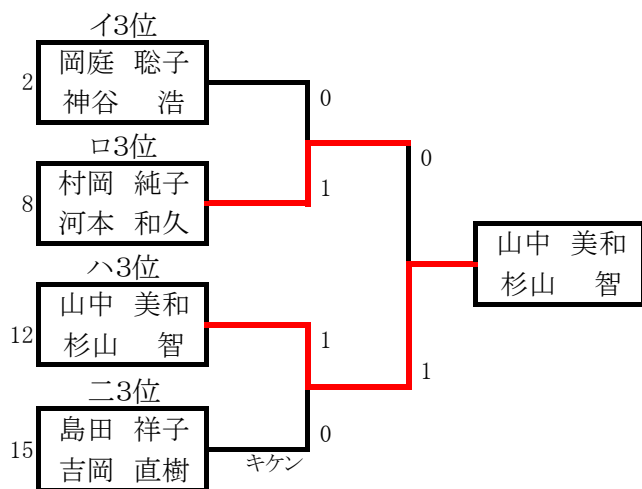 イ3位
2
岡庭 聡子
神谷 浩
0
ロ3位
0
1
8
村岡 純子
河本 和久
山中 美和
杉山 智
ハ3位
12
山中 美和
杉山 智
1
1
ニ3位
0
15
島田 祥子
吉岡 直樹
キケン